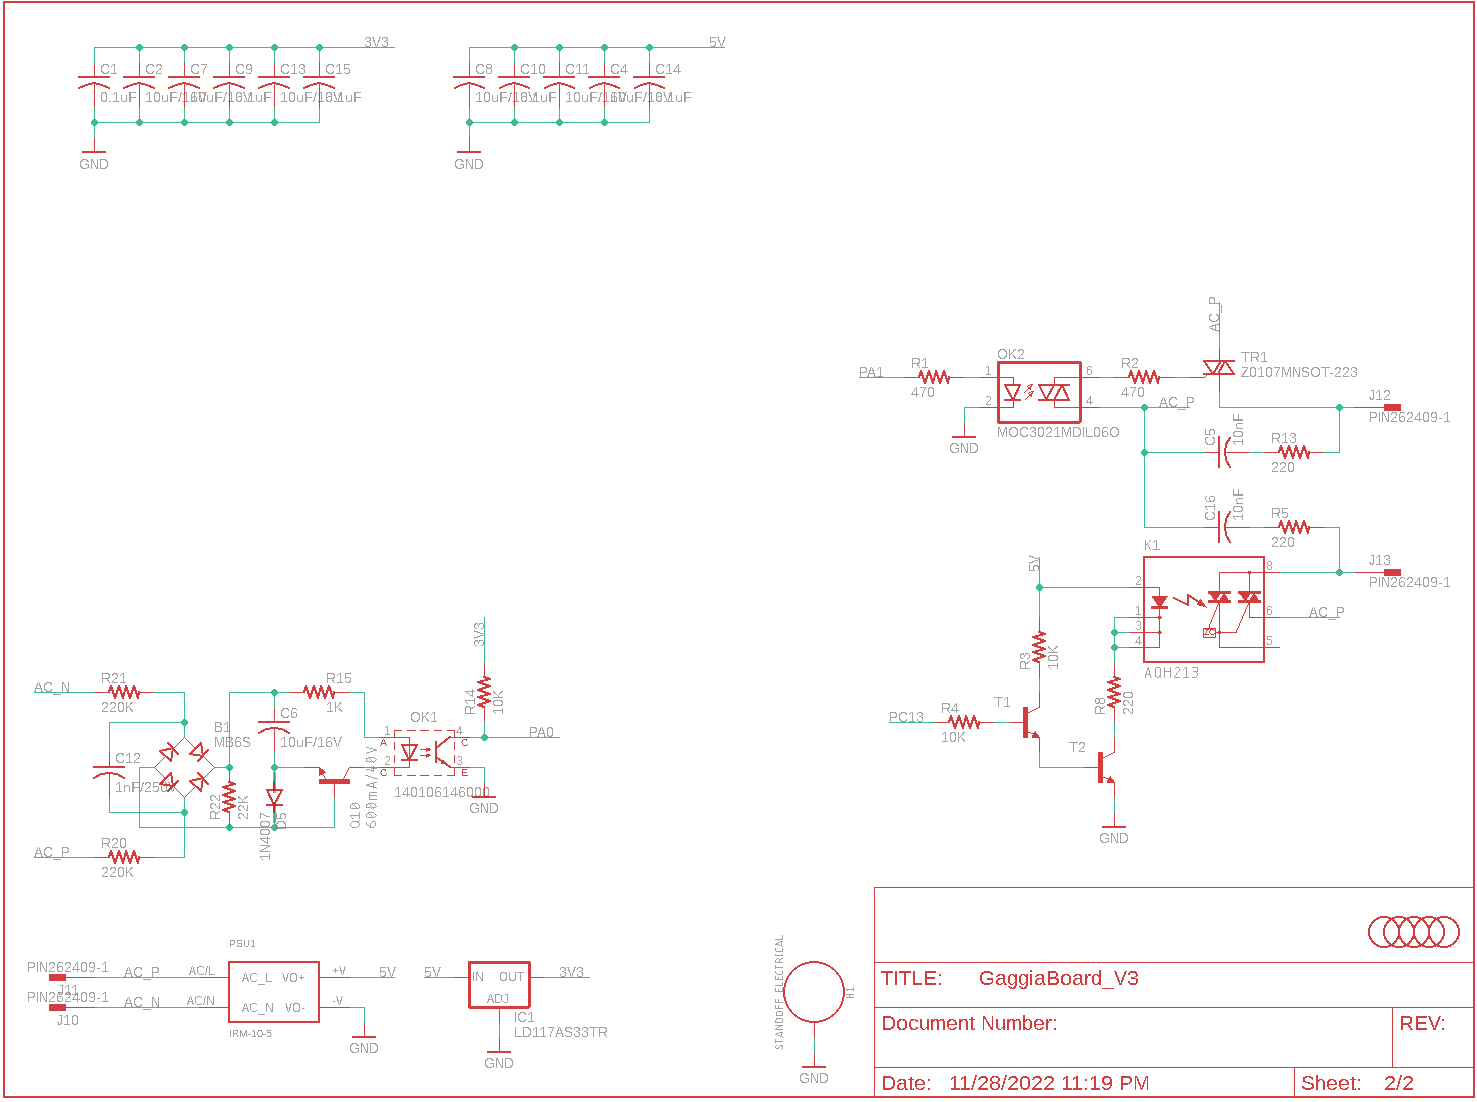 3V3
5V
C1
C2
C7
C9
C13
C15
C8
C10
C11
C4
C14
0.1uF
10uF/16V
10uF/16V
0.1uF
10uF/16V
0.1uF
10uF/16V
0.1uF
10uF/16V
10uF/16V
0.1uF
GND
GND
AC_P
OK2
TR1
Z0107MNSOT-223
PA1
R1
470
1
2
6
4
R2
470
AC_P
MOC3021MDIL06O
GND
J12
PIN262409-1
C5
10nF
R13
220
C16
10nF
R5
220
K1
5V
2
1
3
4
8
6
5
ZC
AC_P
AQH213
J13
PIN262409-1
R3
10K
R8
220
PC13
R4
10K
T1
T2
GND
3V3
R14
10K
AC_N
R21
220K
R15
1K
C6
10uF/16V
B1
MB6S
C12
1nF/250V
R22
22K
1N4007
D5
Q10
600mA/40V
OK1
1
A
2
C
4
C
3
E
140106146000
PA0
GND
AC_P
R20
220K
PSU1
PIN262409-1
J11
AC_P
AC/L
AC_L
VO+
+V
5V
PIN262409-1
J10
AC_N
AC/N
AC_N
VO-
-V
IRM-10-5
GND
5V
IN
OUT
ADJ
3V3
IC1
LD117AS33TR
GND
STANDOFF_ELECTRICAL
H1
GND
TITLE: GaggiaBoard_V3
Document Number:
REV:
Date: 11/28/2022 11:19 PM
Sheet: 2/2